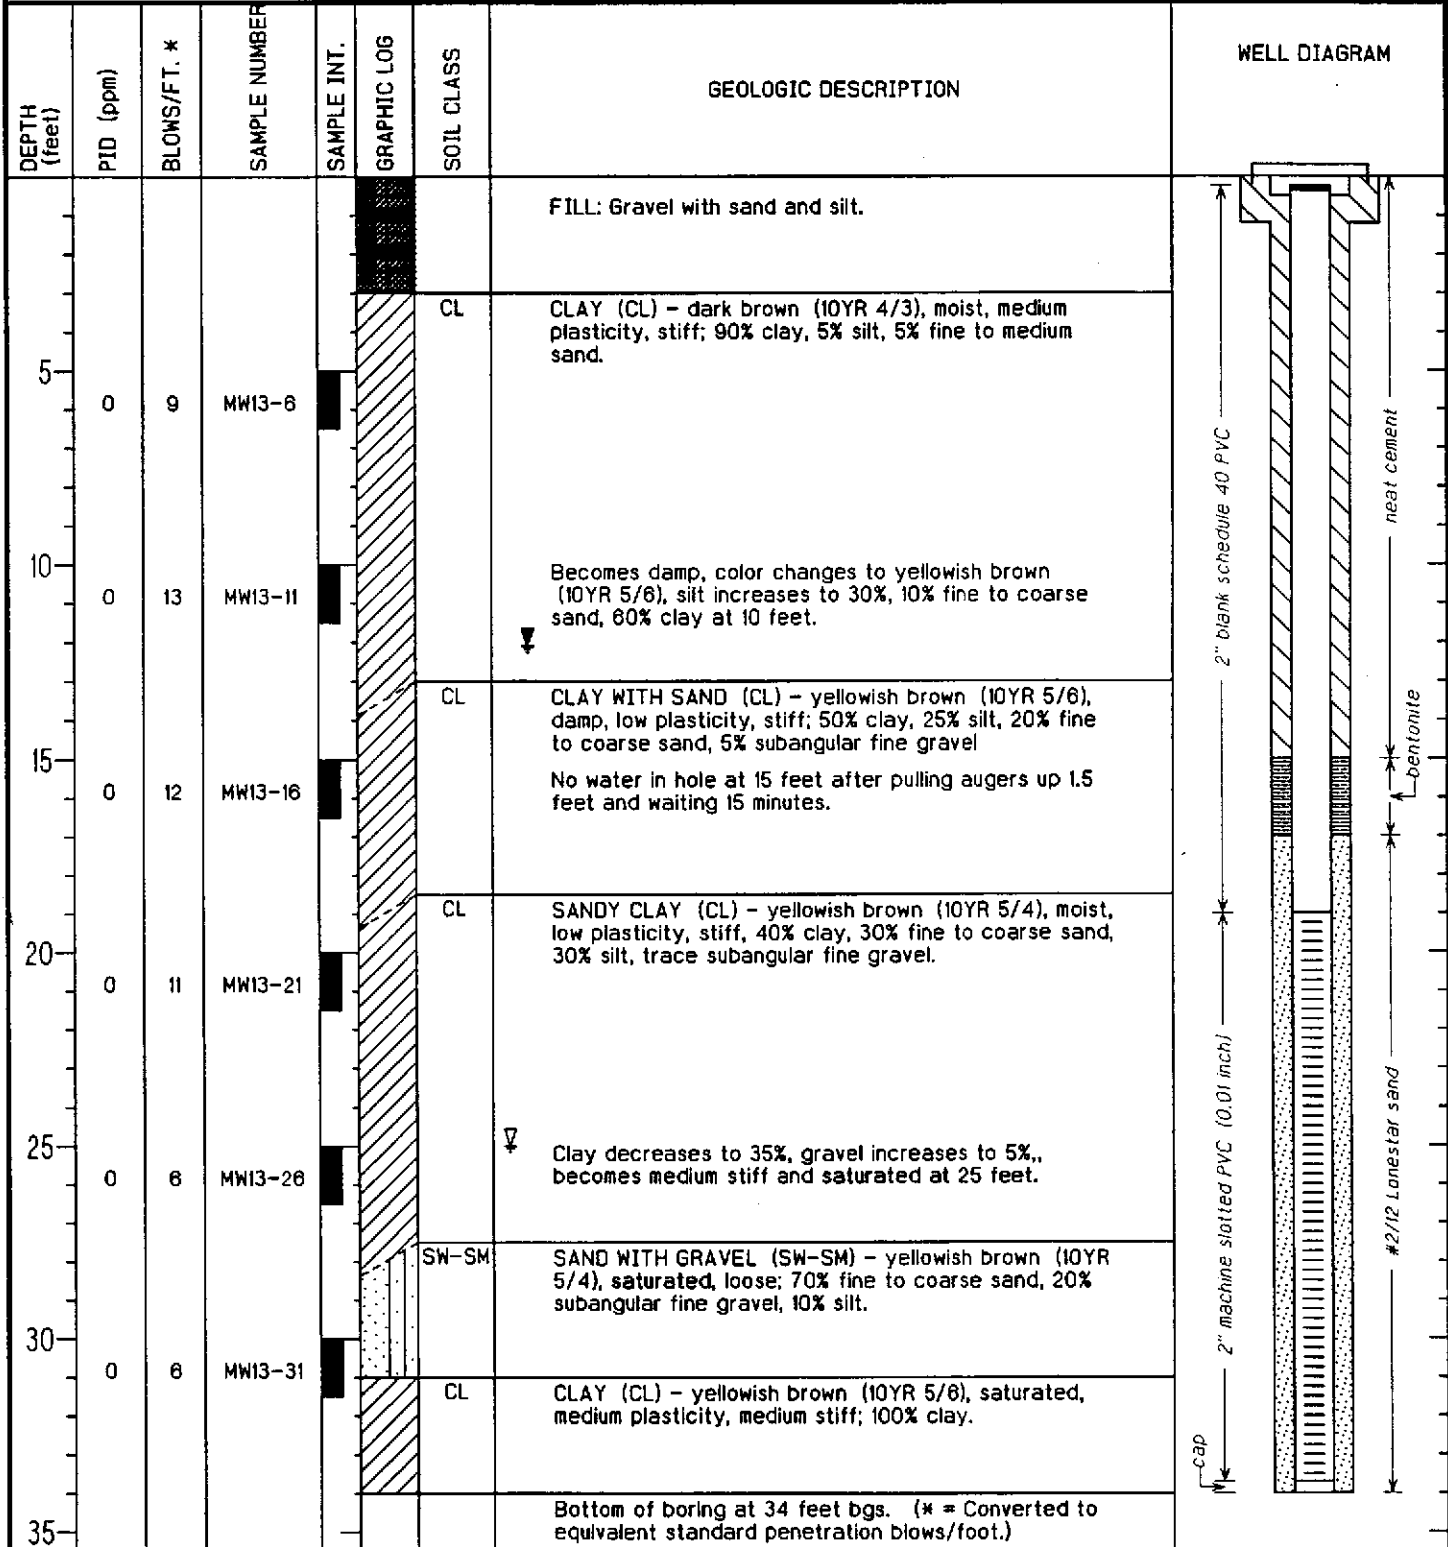 DEPTH (feet)
PID (ppm)
BLOWS/FT. *
SAMPLE NUMBER
SAMPLE INT.
GRAPHIC LOG
SOIL CLASS
GEOLOGIC DESCRIPTION
WELL DIAGRAM
FILL: Gravel with sand and silt.
CL
CLAY (CL) – dark brown (10YR 4/3), moist, medium
plasticity, stiff; 90% clay, 5% silt, 5% fine to medium
sand.
5
0 9 MW13-6
10
0 13 MW13-11
Becomes damp, color changes to yellowish brown
(10YR 5/6), silt increases to 30%, 10% fine to coarse
sand, 60% clay at 10 feet.
CL
CLAY WITH SAND (CL) – yellowish brown (10YR 5/6),
damp, low plasticity, stiff; 50% clay, 25% silt, 20% fine
to coarse sand, 5% subangular fine gravel
15
0 12 MW13-16
No water in hole at 15 feet after pulling augers up 1.5
feet and waiting 15 minutes.
CL
SANDY CLAY (CL) – yellowish brown (10YR 5/4), moist,
low plasticity, stiff, 40% clay, 30% fine to coarse sand,
30% silt, trace subangular fine gravel.
20
0 11 MW13-21
25
0 6 MW13-26
Clay decreases to 35%, gravel increases to 5%,,
becomes medium stiff and saturated at 25 feet.
SW-SM
SAND WITH GRAVEL (SW-SM) – yellowish brown (10YR
5/4), saturated, loose; 70% fine to coarse sand, 20%
subangular fine gravel, 10% silt.
30
0 6 MW13-31
CL
CLAY (CL) – yellowish brown (10YR 5/6), saturated,
medium plasticity, medium stiff; 100% clay.
Bottom of boring at 34 feet bgs. (* = Converted to
equivalent standard penetration blows/foot.)
35
2" blank schedule 40 PVC
neat cement
bentonite
2" machine slotted PVC (0.01 inch)
#2/12 Lonestar sand
cap